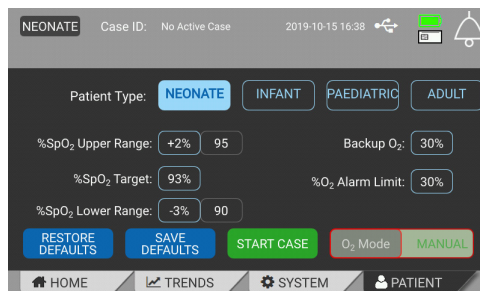 NEONATE Case ID: No Active Case 2019-10-15 16:38
Patient Type: NEONATE INFANT PAEDIATRIC ADULT
%SpO₂ Upper Range: +2% 95 Backup O₂: 30%
%SpO₂ Target: 93% %O₂ Alarm Limit: 30%
%SpO₂ Lower Range: -3% 90
RESTORE DEFAULTS SAVE DEFAULTS START CASE O₂ Mode MANUAL
HOME TRENDS SYSTEM PATIENT